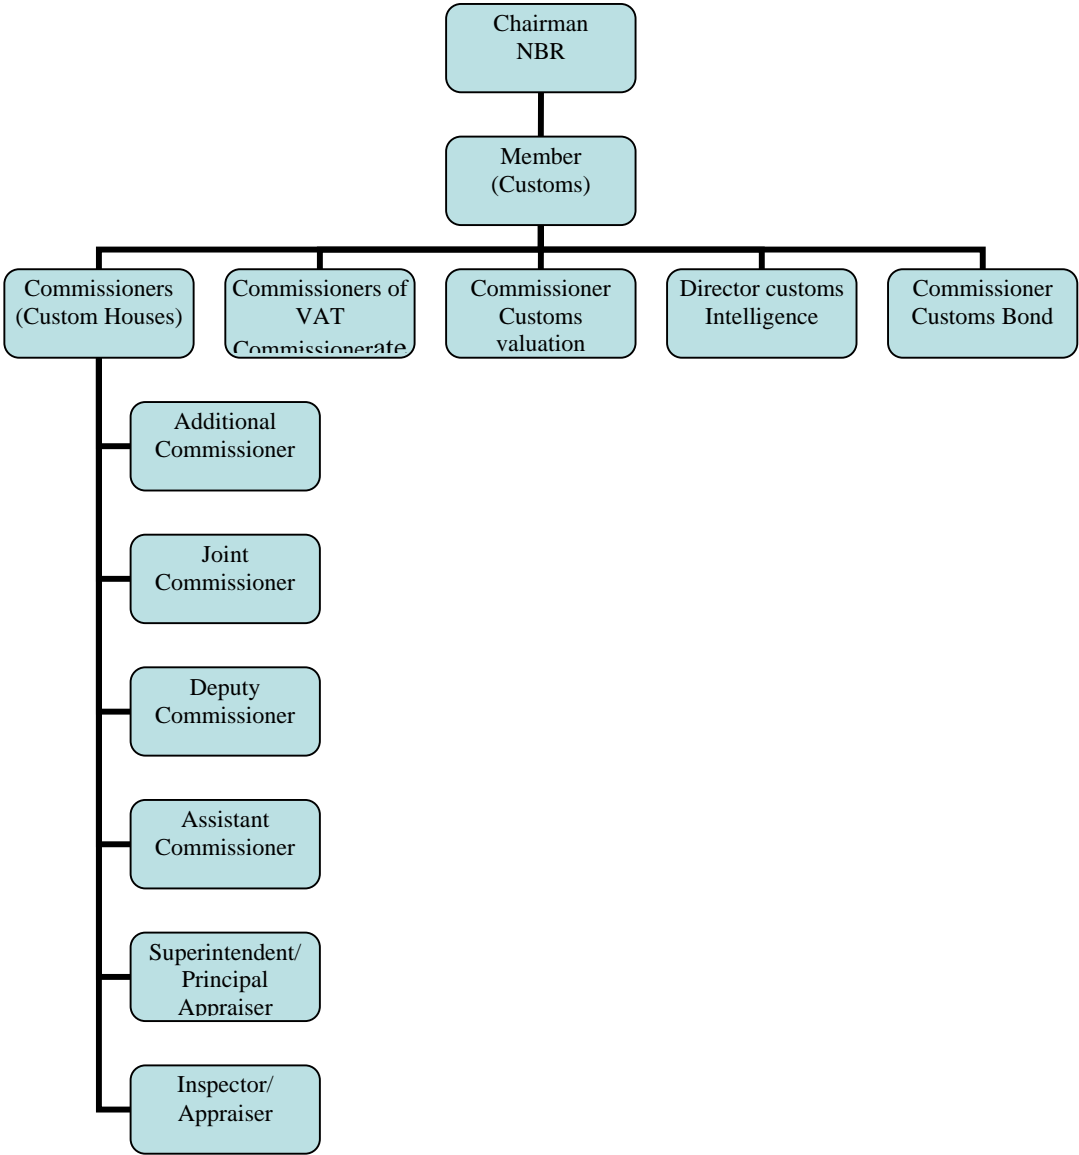 Chairman
NBR
Member
(Customs)
Commissioners
(Custom Houses)
Commissioners of
VAT
Commissionerate
Commissioner
Customs
valuation
Director customs
Intelligence
Commissioner
Customs Bond
Additional
Commissioner
Joint
Commissioner
Deputy
Commissioner
Assistant
Commissioner
Superintendent/
Principal
Appraiser
Inspector/
Appraiser